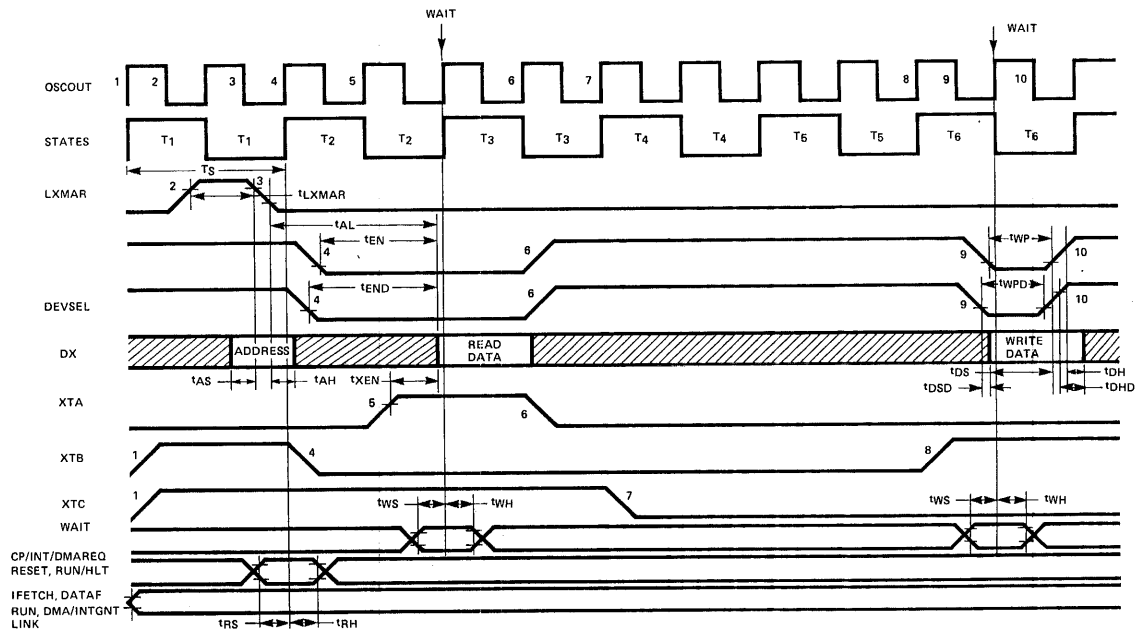 WAIT
WAIT
OSCOUT 1 2 3 4 5 6 7 8 9 10
STATES T1 T1 T2 T2 T3 T3 T4 T4 T5 T5 T6 T6
TS
LXMAR 2 3 tLXMAR
tAL
tEN 4 6 9 tWP 10
tEND tWPD
DEVSEL 4 6 9 10
DX ADDRESS READ DATA WRITE DATA
tAS tAH tXEN tDS tDH
tDSD tDHD
XTA 5 6
XTB 1 4 8
XTC 1 7
tWS tWH tWS tWH
WAIT
CP/INT/DMAREQ
RESET, RUN/HLT
IFETCH, DATAF
RUN, DMA/INTGNT
LINK
tRS tRH